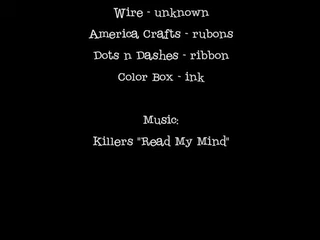 Wire - unknown
America Crafts - rubons
Dots n Dashes - ribbon
Color Box - ink
Music:
Killers "Read My Mind"